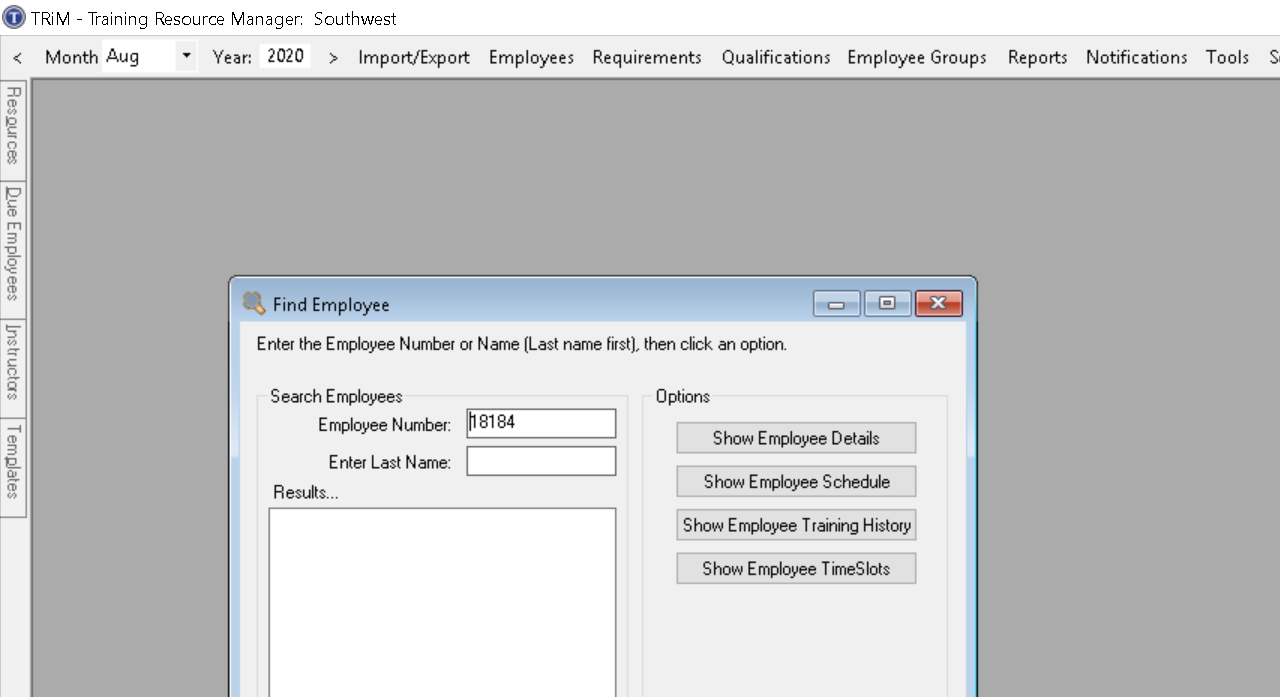 TRiM - Training Resource Manager:  Southwest
< Month Aug Year: 2020 > Import/Export Employees Requirements Qualifications Employee Groups Reports Notifications Tools
Resources
Due Employees
Instructors
Templates
Find Employee
Enter the Employee Number or Name (Last name first), then click an option.
Search Employees
Employee Number: 18184
Enter Last Name:
Results...
Options
Show Employee Details
Show Employee Schedule
Show Employee Training History
Show Employee TimeSlots